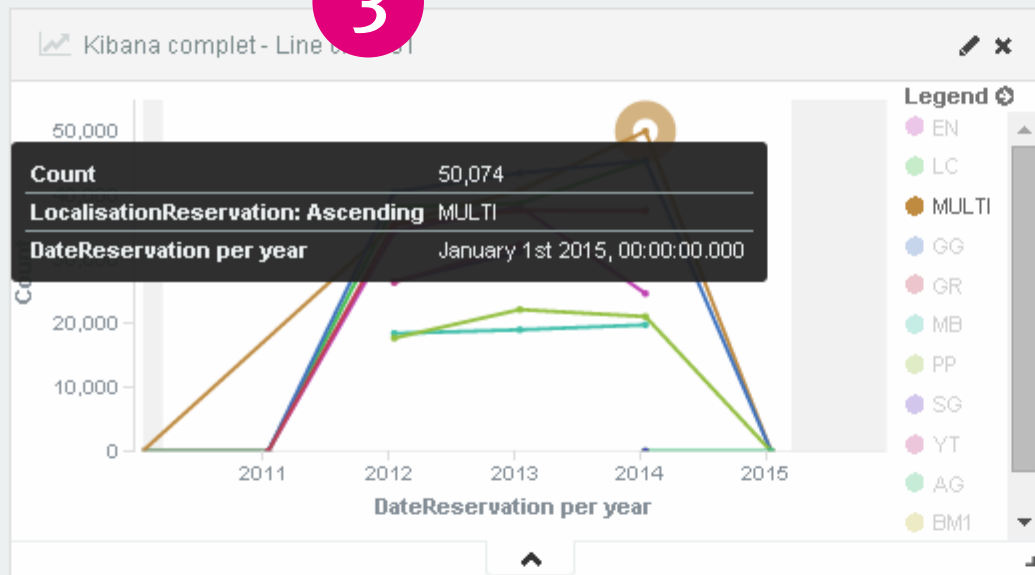 3
Kibana complet - Line
Legend
EN
LC
MULTI
GG
GR
MB
PP
SG
YT
AG
BM1
50,000
Count 50,074
LocalisationReservation: Ascending MULTI
DateReservation per year January 1st 2015, 00:00:00.000
Count
20,000
10,000
0
2011 2012 2013 2014 2015
DateReservation per year